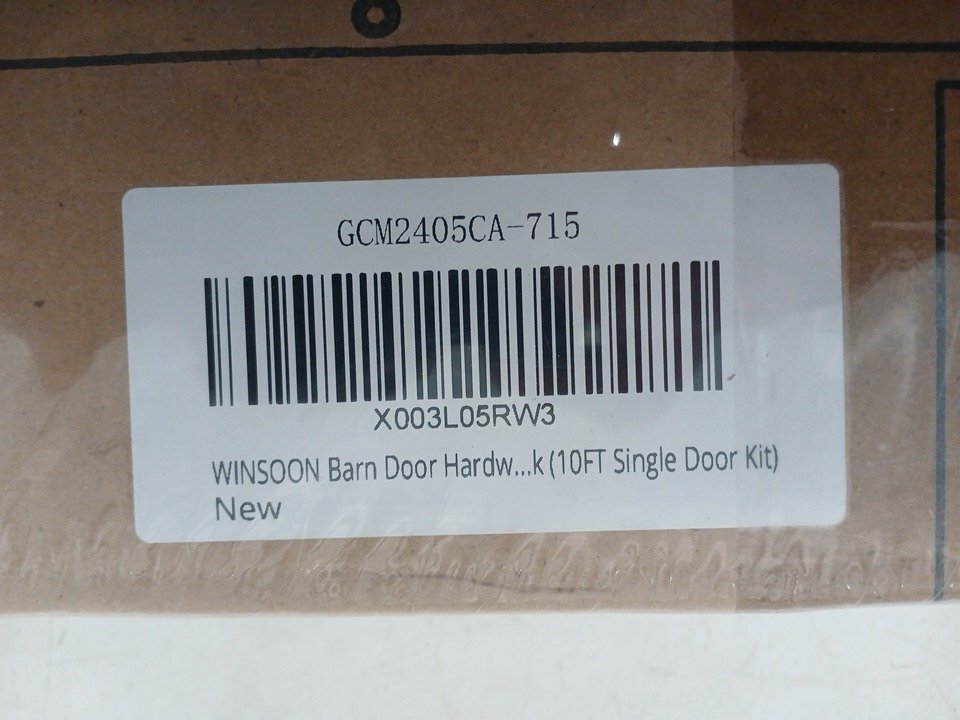 GCM2405CA-715
X003L05RW3
WINSOON Barn Door Hardw...k (10FT Single Door Kit)
New